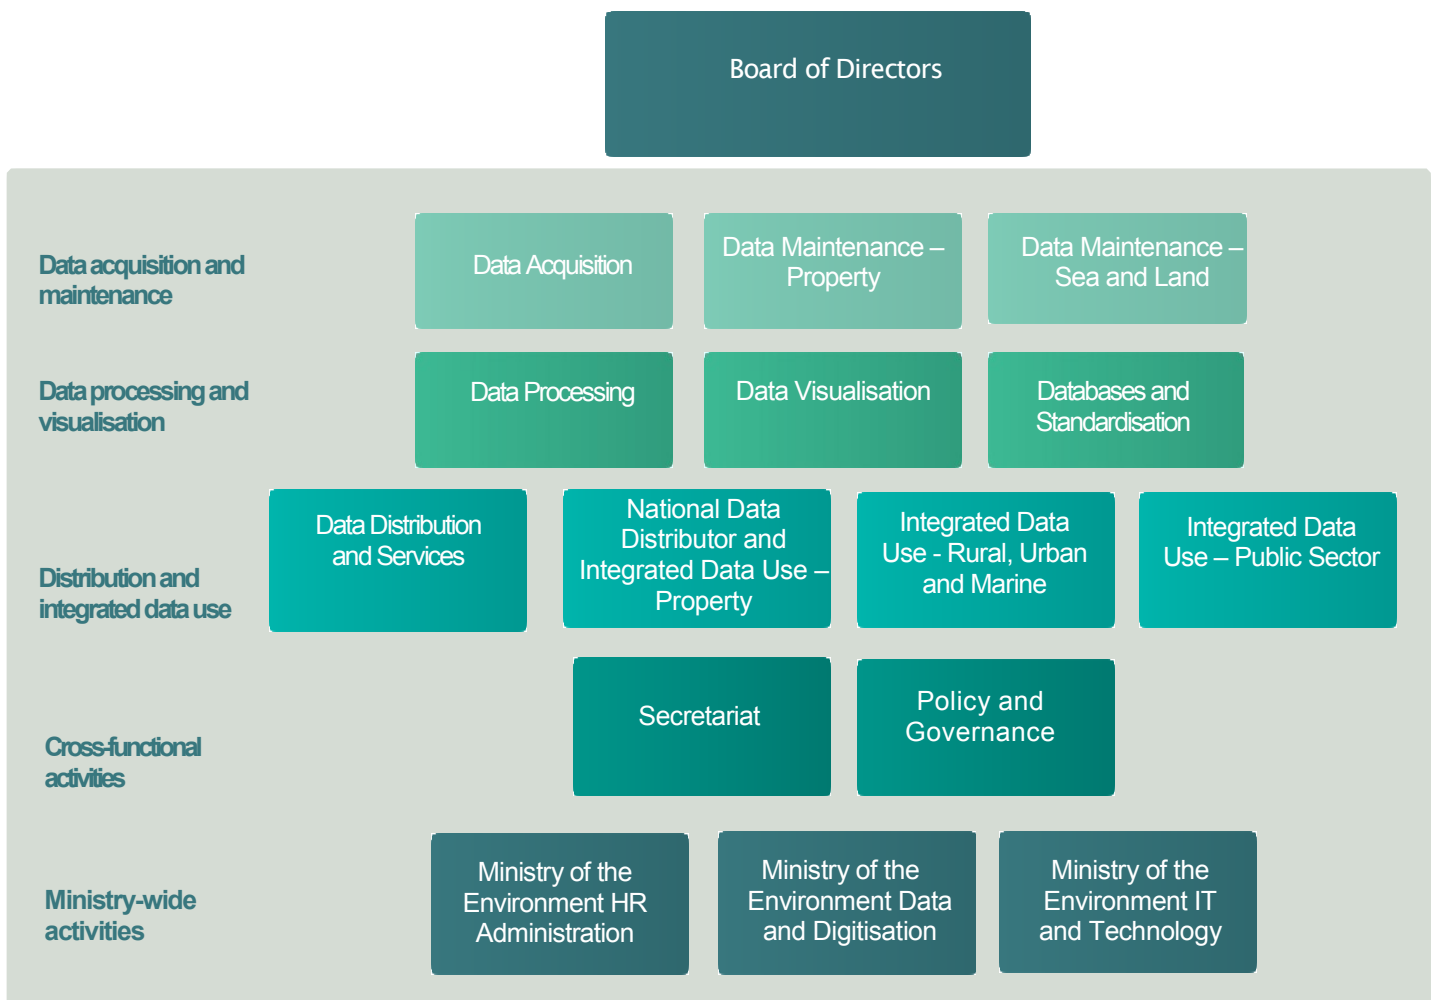 Board of Directors
Data acquisition and
maintenance
Data Acquisition
Data Maintenance –
Property
Data Maintenance –
Sea and Land
Data processing and
visualisation
Data Processing
Data Visualisation
Databases and
Standardisation
Distribution and
integrated data use
Data Distribution
and Services
National Data
Distributor and
Integrated Data Use –
Property
Integrated Data
Use - Rural, Urban
and Marine
Integrated Data
Use – Public Sector
Cross-functional
activities
Secretariat
Policy and
Governance
Ministry-wide
activities
Ministry of the
Environment HR
Administration
Ministry of the
Environment Data
and Digitisation
Ministry of the
Environment IT
and Technology